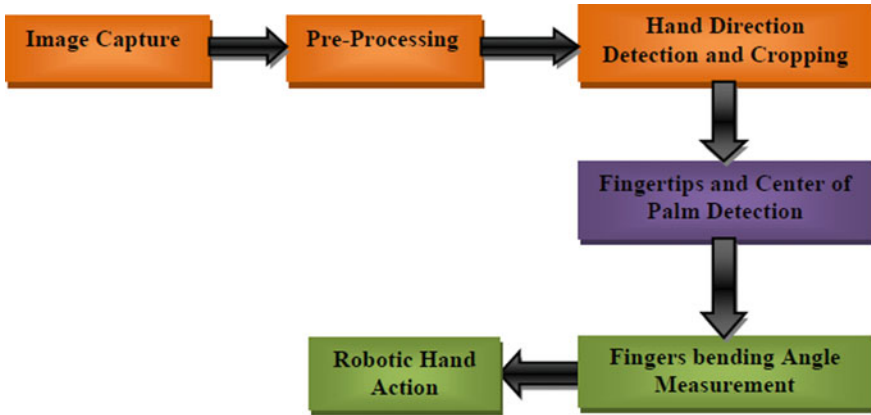 Image Capture
Pre-Processing
Hand Direction
Detection and Cropping
Fingertips and Center of
Palm Detection
Fingers bending Angle
Measurement
Robotic Hand
Action